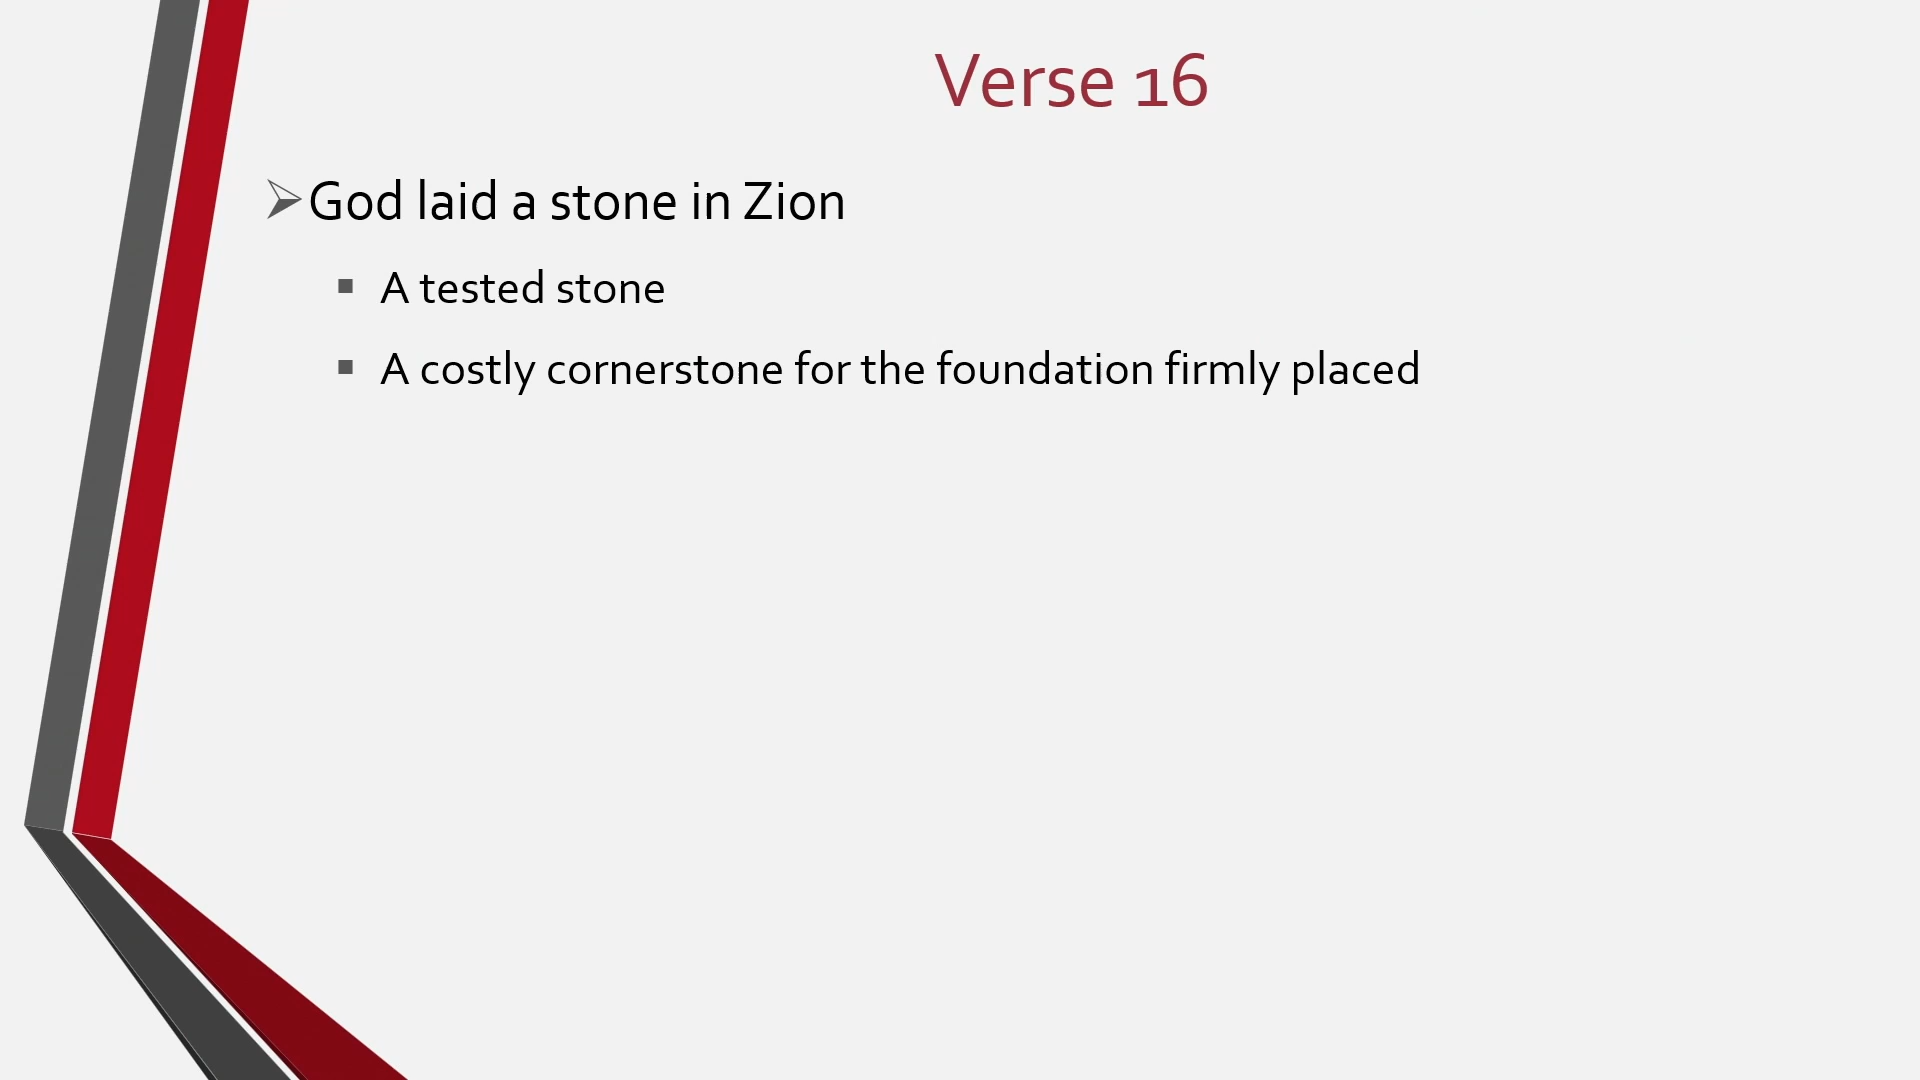 Verse 16
God laid a stone in Zion
A tested stone
A costly cornerstone for the foundation firmly placed